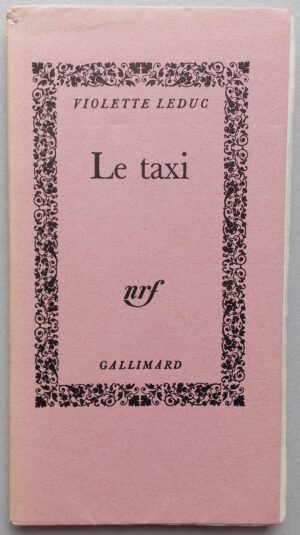 VIOLETTE LEDUC
Le taxi
nrf
GALLIMARD